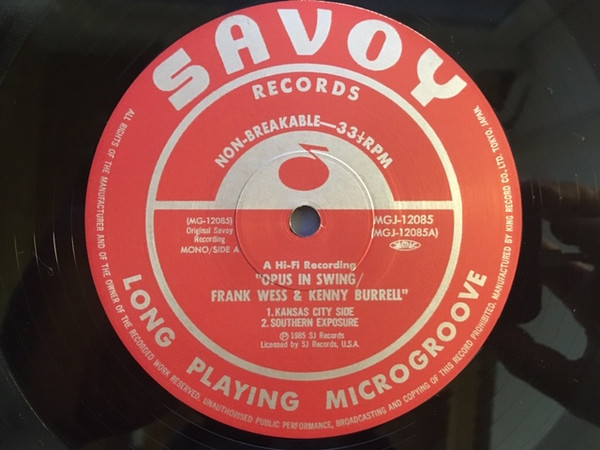 SAVOY
RECORDS
NON-BREAKABLE—33⅓RPM
(MG-12085)
Original Savoy
Recording
MONO/SIDE A
MGJ-12085
(MGJ-12085A)
A Hi-Fi Recording
"OPUS IN SWING/
FRANK WESS & KENNY BURRELL"
1.KANSAS CITY SIDE
2.SOUTHERN EXPOSURE
Ⓟ1985 SJ Records
Licensed by SJ Records, U.S.A.
LONG PLAYING MICROGROOVE
ALL RIGHTS OF THE MANUFACTURER AND OF THE OWNER OF THE RECORDED WORK RESERVED. UNAUTHORISED PUBLIC PERFORMANCE, BROADCASTING AND COPYING OF THIS RECORD PROHIBITED. MANUFACTURED BY KING RECORD CO., LTD. TOKYO, JAPAN.